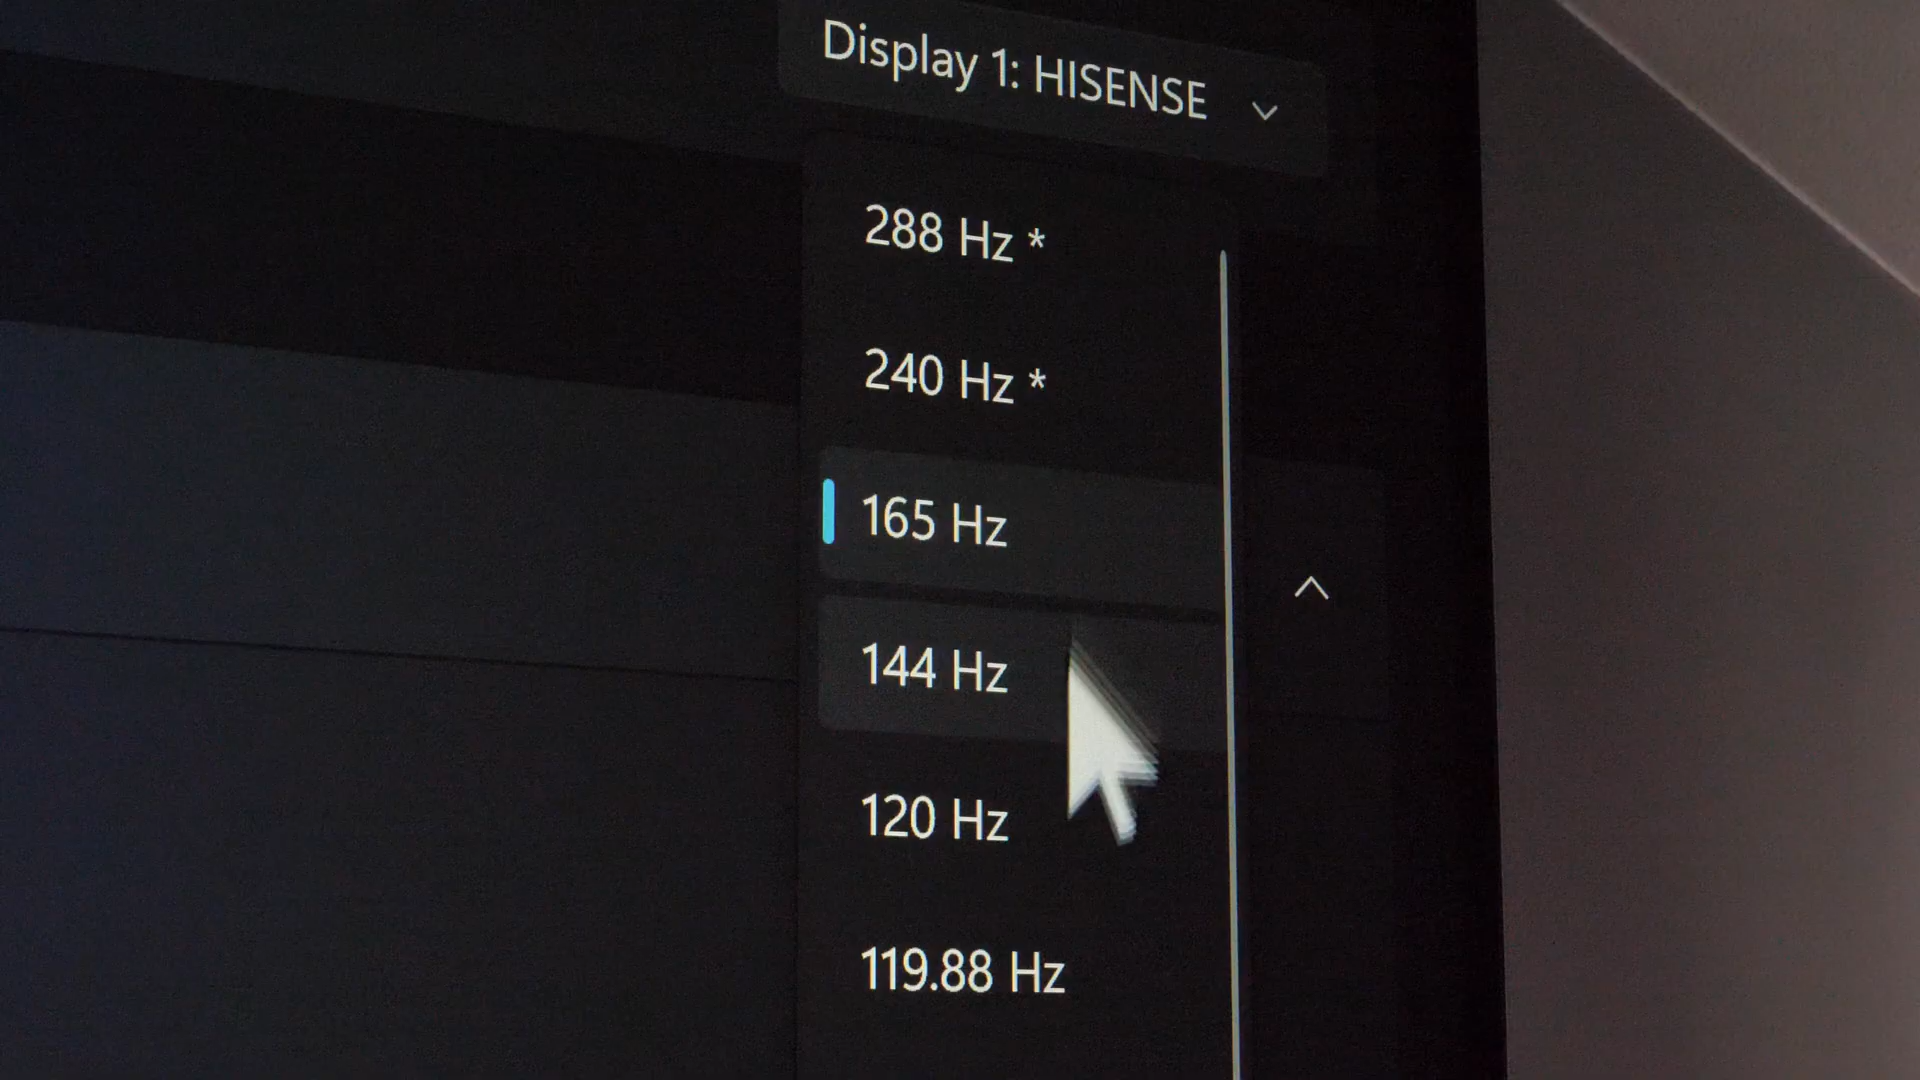 Display 1: HISENSE
288 Hz *
240 Hz *
165 Hz
144 Hz
120 Hz
119.88 Hz